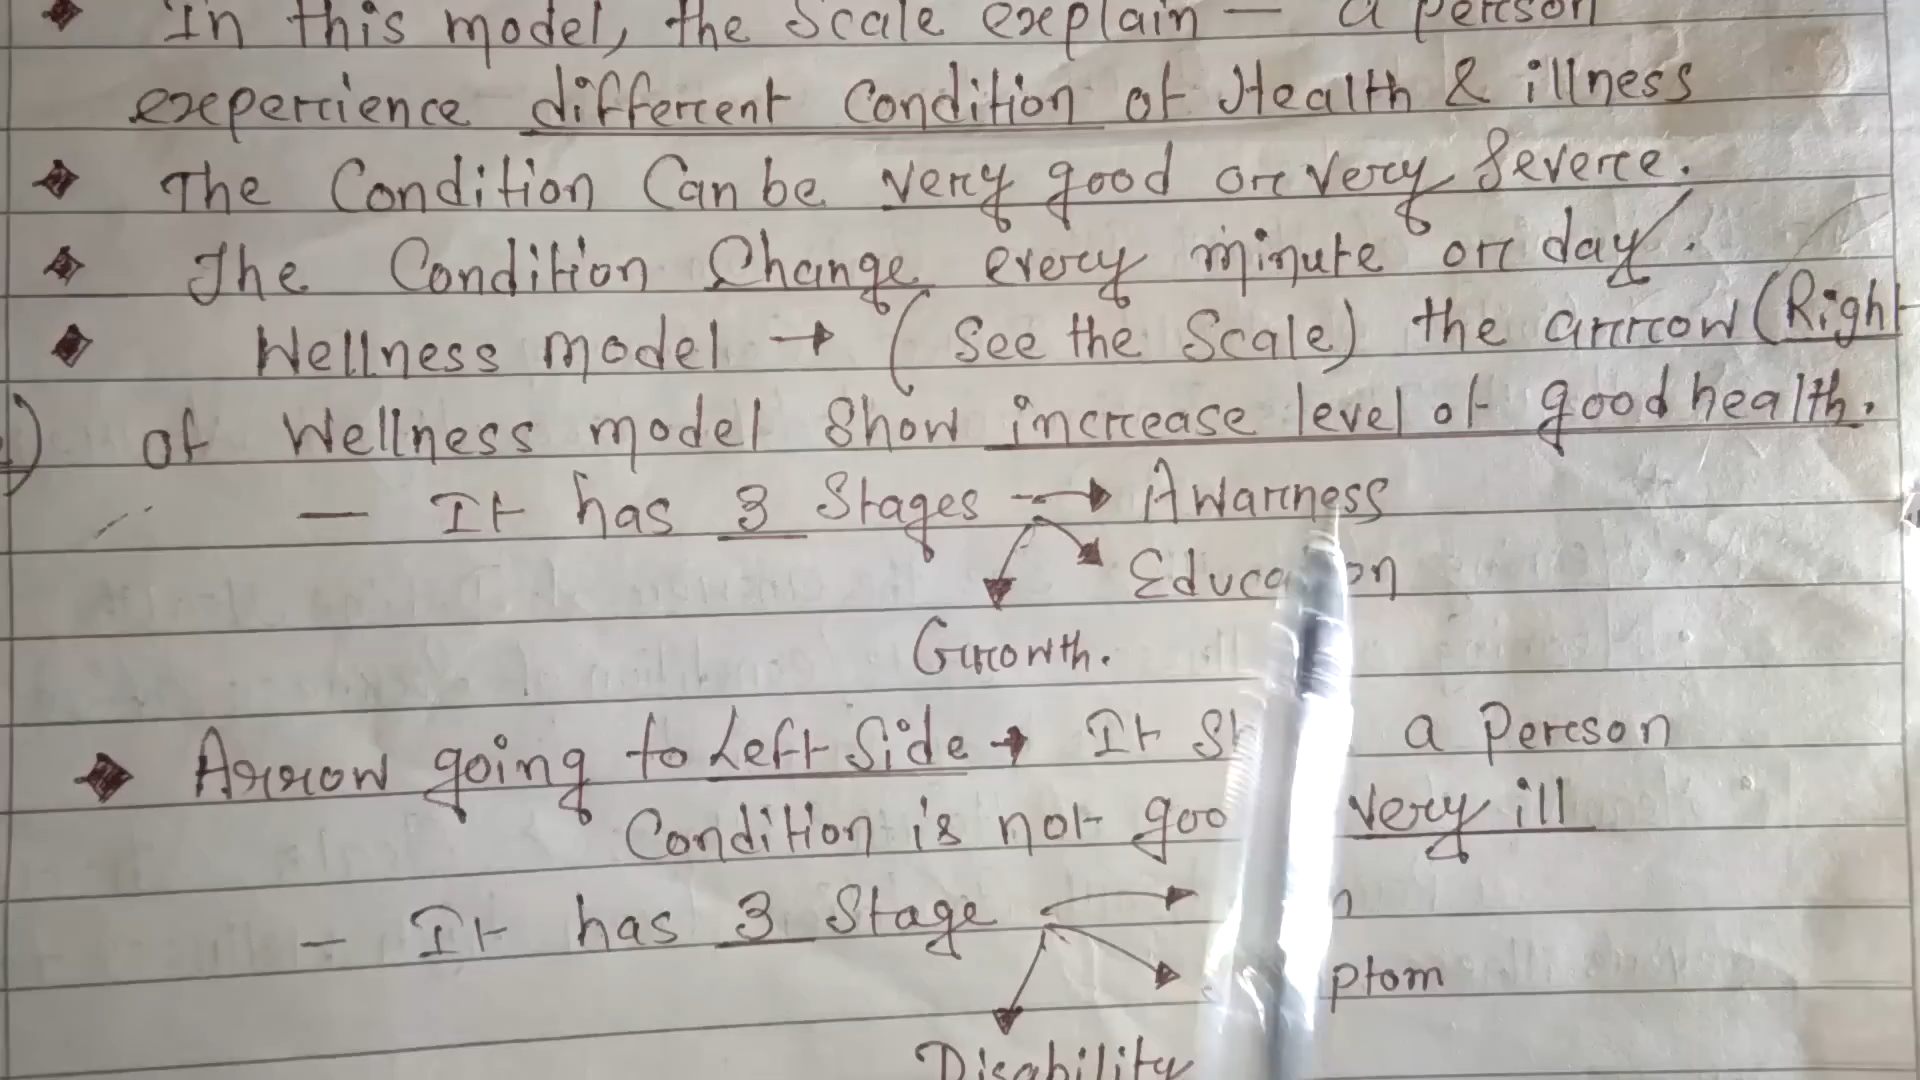 In this model, the Scale explain — a person
experience different Condition of Health & illness
The Condition Can be very good or very Severe.
The Condition Change every minute or day.
Wellness model → (See the Scale) the arrow (Right
of Wellness model Show increase level of good health.
— It has 3 Stages → Awarness
Education
Growth.
Arrow going to Left Side → It a Person
Condition is not very ill
— It has 3 Stage
ptom
Disability